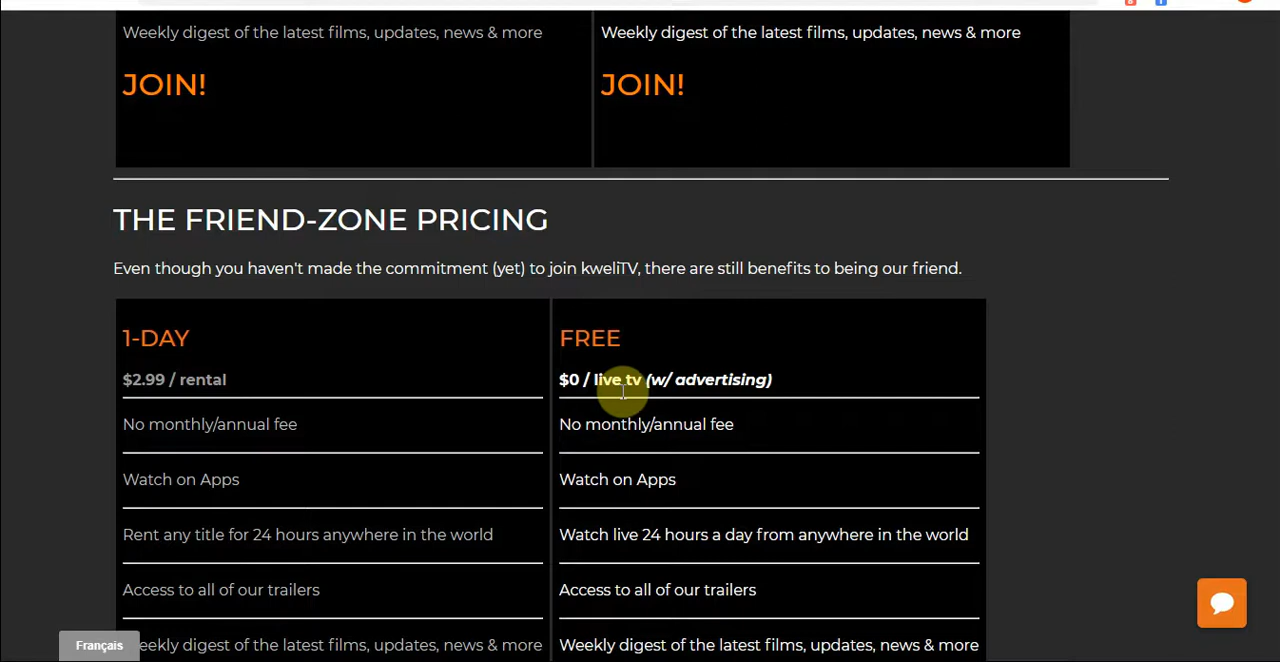 Weekly digest of the latest films, updates, news & more
JOIN!
Weekly digest of the latest films, updates, news & more
JOIN!
THE FRIEND-ZONE PRICING
Even though you haven't made the commitment (yet) to join kweliTV, there are still benefits to being our friend.
1-DAY
$2.99 / rental
No monthly/annual fee
Watch on Apps
Rent any title for 24 hours anywhere in the world
Access to all of our trailers
eekly digest of the latest films, updates, news & more
FREE
$0 / live tv (w/ advertising)
No monthly/annual fee
Watch on Apps
Watch live 24 hours a day from anywhere in the world
Access to all of our trailers
Weekly digest of the latest films, updates, news & more
Français